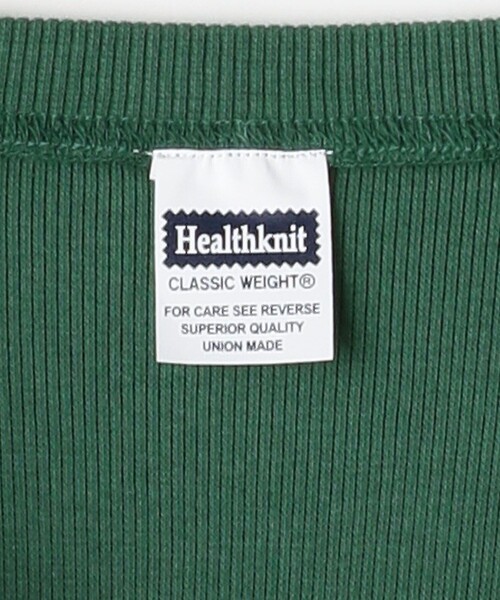 Healthknit
CLASSIC WEIGHT®
FOR CARE SEE REVERSE
SUPERIOR QUALITY
UNION MADE